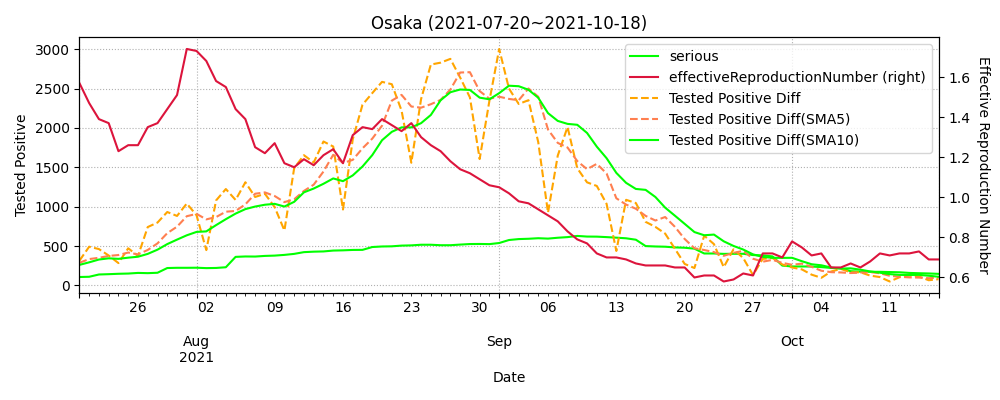 Osaka (2021-07-20~2021-10-18)
serious
effectiveReproductionNumber (right)
Tested Positive Diff
Tested Positive Diff(SMA5)
Tested Positive Diff(SMA10)
Tested Positive
3000
2500
2000
1500
1000
500
0
1.6
1.4
1.2
1.0
0.8
0.6
Effective Reproductions Number
26 02 09 16 23 30 06 13 20 27 04 11
Aug Sep Oct
2021
Date